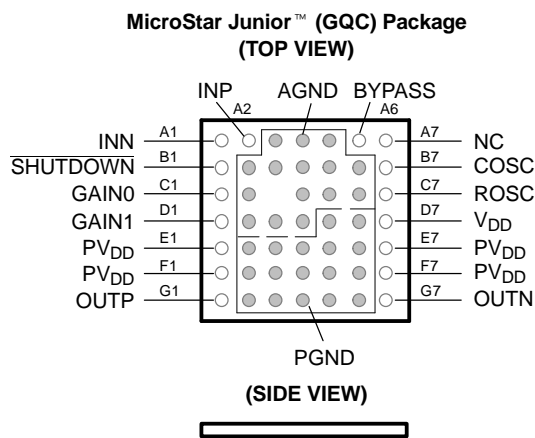 MicroStar Junior™ (GQC) Package
(TOP VIEW)
INP AGND BYPASS
A2 A6
INN A1 A7 NC
SHUTDOWN B1 B7 COSC
GAIN0 C1 C7 ROSC
GAIN1 D1 D7 VDD
PVDD E1 E7 PVDD
PVDD F1 F7 PVDD
OUTP G1 G7 OUTN
PGND
(SIDE VIEW)